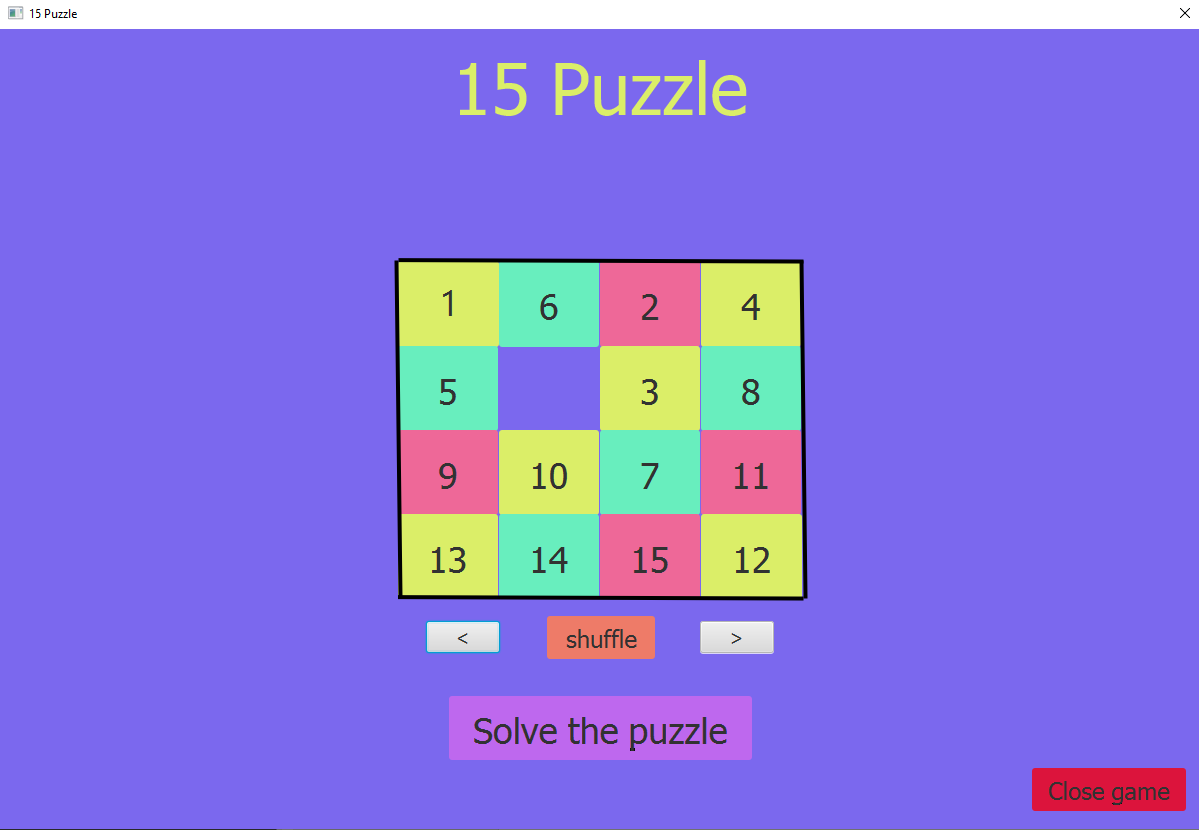 15 Puzzle
15 Puzzle
1 6 2 4
5 3 8
9 10 7 11
13 14 15 12
< shuffle >
Solve the puzzle
Close game